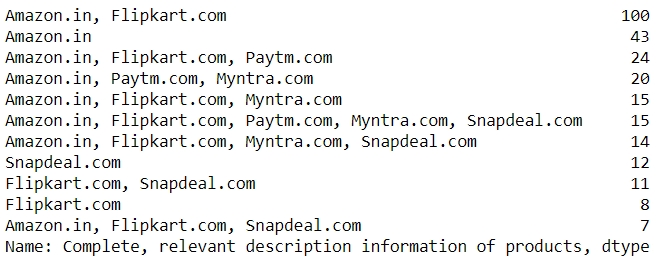 Amazon.in, Flipkart.com 100
Amazon.in 43
Amazon.in, Flipkart.com, Paytm.com 24
Amazon.in, Paytm.com, Myntra.com 20
Amazon.in, Flipkart.com, Myntra.com 15
Amazon.in, Flipkart.com, Paytm.com, Myntra.com, Snapdeal.com 15
Amazon.in, Flipkart.com, Myntra.com, Snapdeal.com 14
Snapdeal.com 12
Flipkart.com, Snapdeal.com 11
Flipkart.com 8
Amazon.in, Flipkart.com, Snapdeal.com 7
Name: Complete, relevant description information of products, dtype